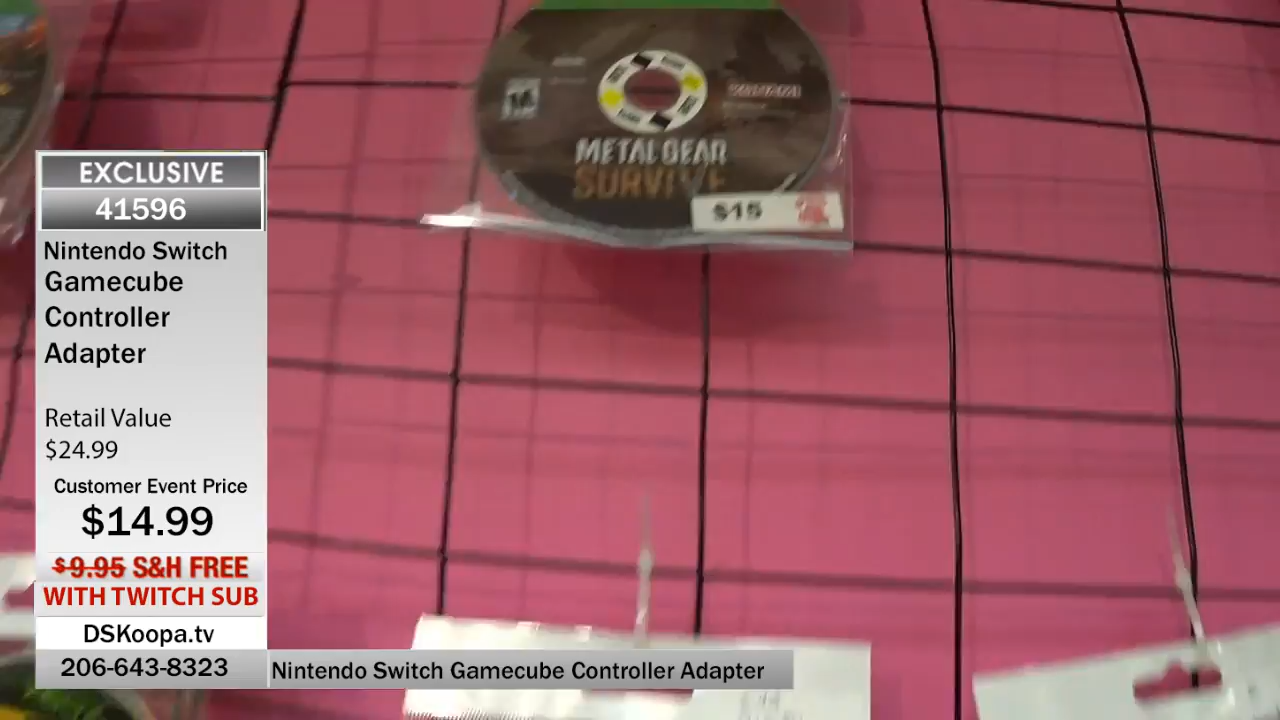 METAL GEAR
SURVIVE
$15
EXCLUSIVE
41596
Nintendo Switch
Gamecube
Controller
Adapter
Retail Value
$24.99
Customer Event Price
$14.99
$9.95 S&H FREE
WITH TWITCH SUB
DSKoopa.tv
206-643-8323
Nintendo Switch Gamecube Controller Adapter